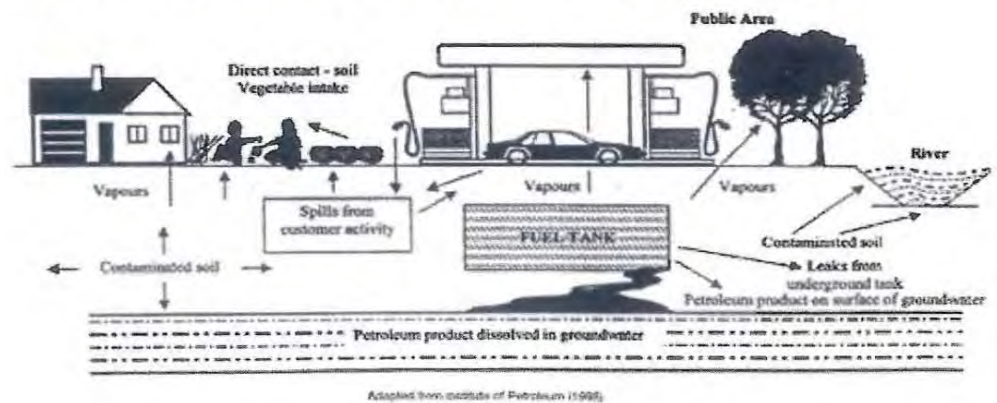 Public Area
Direct contact - soil
Vegetable intake
River
Vapours
Vapours
Vapours
Spills from
customer activity
FUEL TANK
Contaminated soil
Contaminated soil
Leaks from
underground tank
Petroleum product on surface of groundwater
Petroleum product dissolved in groundwater
Adapted from Institute of Petroleum (1998)